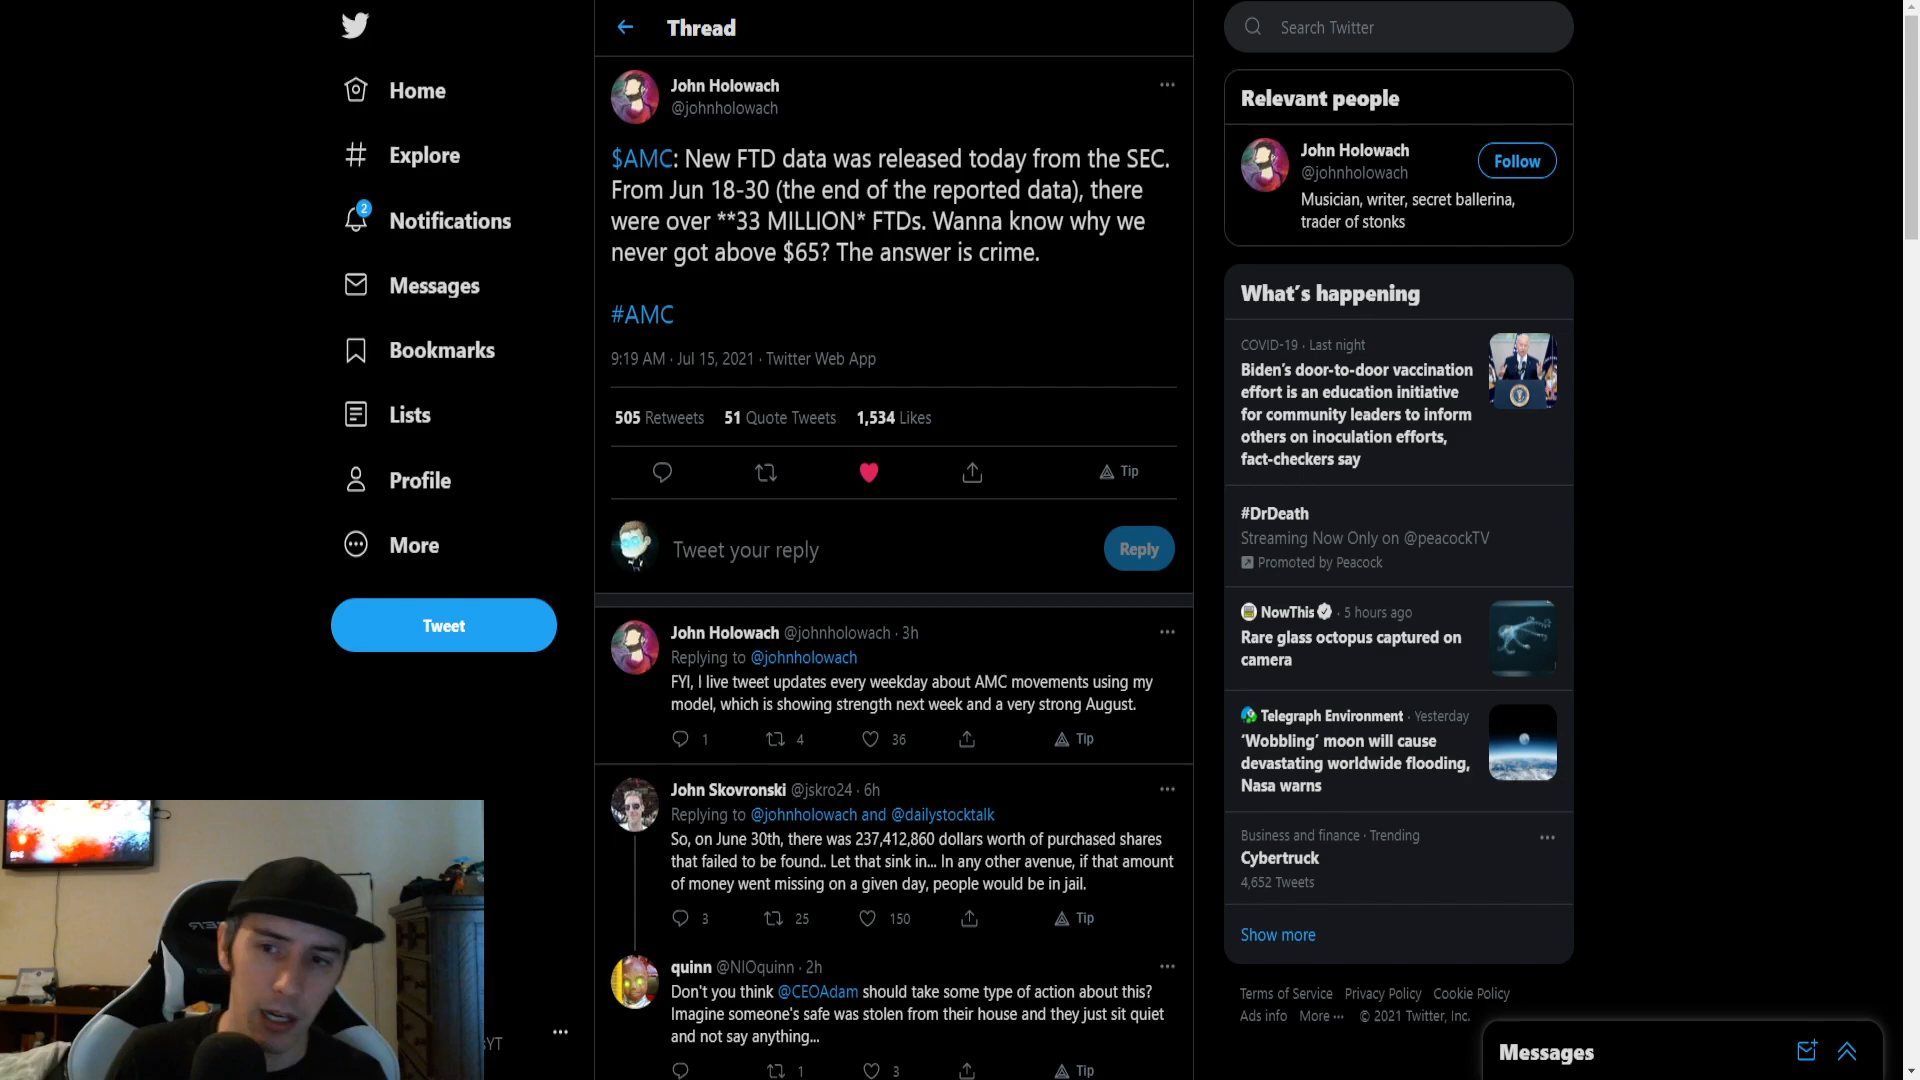 Home
Explore
2
Notifications
Messages
Bookmarks
Lists
Profile
More
Tweet
YT
Thread
John Holowach
@johnholowach
$AMC: New FTD data was released today from the SEC.
From Jun 18-30 (the end of the reported data), there
were over **33 MILLION* FTDs. Wanna know why we
never got above $65? The answer is crime.
#AMC
9:19 AM · Jul 15, 2021 · Twitter Web App
505 Retweets 51 Quote Tweets 1,534 Likes
Tip
Tweet your reply
Reply
John Holowach @johnholowach · 3h
Replying to @johnholowach
FYI, I live tweet updates every weekday about AMC movements using my
model, which is showing strength next week and a very strong August.
1 4 36 Tip
John Skovronski @jskro24 · 6h
Replying to @johnholowach and @dailystocktalk
So, on June 30th, there was 237,412,860 dollars worth of purchased shares
that failed to be found.. Let that sink in... In any other avenue, if that amount
of money went missing on a given day, people would be in jail.
3 25 150 Tip
quinn @NIOquinn · 2h
Don't you think @CEOAdam should take some type of action about this?
Imagine someone's safe was stolen from their house and they just sit quiet
and not say anything...
1 3 Tip
Search Twitter
Relevant people
John Holowach
@johnholowach
Follow
Musician, writer, secret ballerina,
trader of stonks
What's happening
COVID-19 · Last night
Biden's door-to-door vaccination
effort is an education initiative
for community leaders to inform
others on inoculation efforts,
fact-checkers say
#DrDeath
Streaming Now Only on @peacockTV
Promoted by Peacock
NowThis · 5 hours ago
Rare glass octopus captured on
camera
Telegraph Environment · Yesterday
'Wobbling' moon will cause
devastating worldwide flooding,
Nasa warns
Business and finance · Trending
Cybertruck
4,652 Tweets
Show more
Terms of Service Privacy Policy Cookie Policy
Ads info More ··· © 2021 Twitter, Inc.
Messages